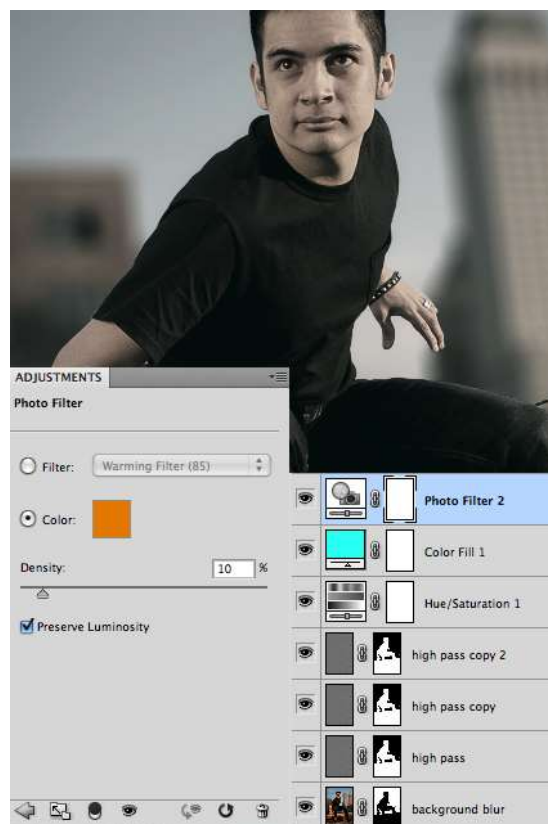 ADJUSTMENTS
Photo Filter
Filter: Warming Filter (85)
Color:
Density: 10 %
Preserve Luminosity
Photo Filter 2
Color Fill 1
Hue/Saturation 1
high pass copy 2
high pass copy
high pass
background blur